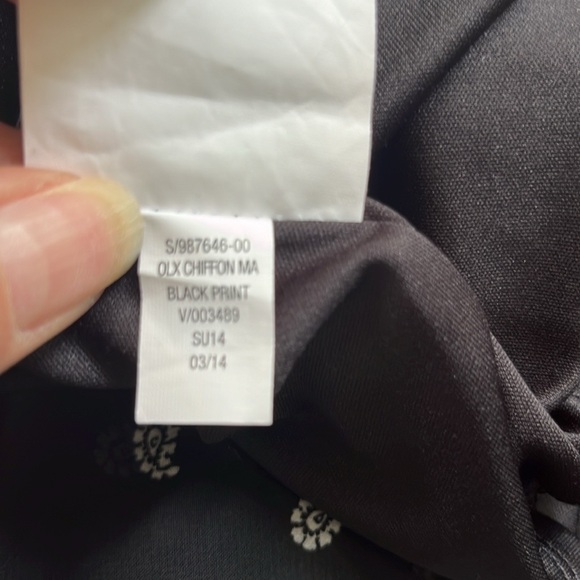 S/987646-00
OLX CHIFFON MA
BLACK PRINT
V/003489
SU14
03/14